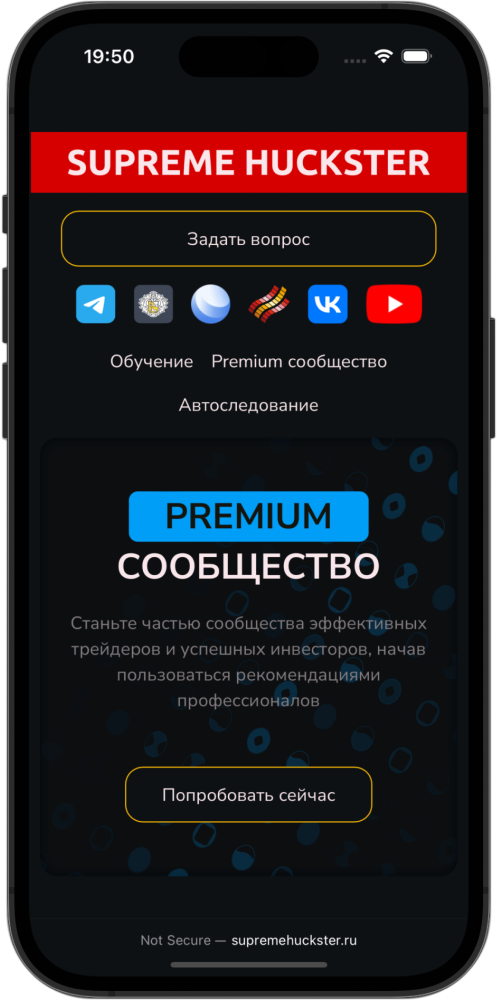 19:50
SUPREME HUCKSTER
Задать вопрос
VK
Обучение Premium сообщество
Автоследование
PREMIUM
СООБЩЕСТВО
Станьте частью сообщества эффективных
трейдеров и успешных инвесторов, начав
пользоваться рекомендациями
профессионалов
Попробовать сейчас
Not Secure — supremehuckster.ru